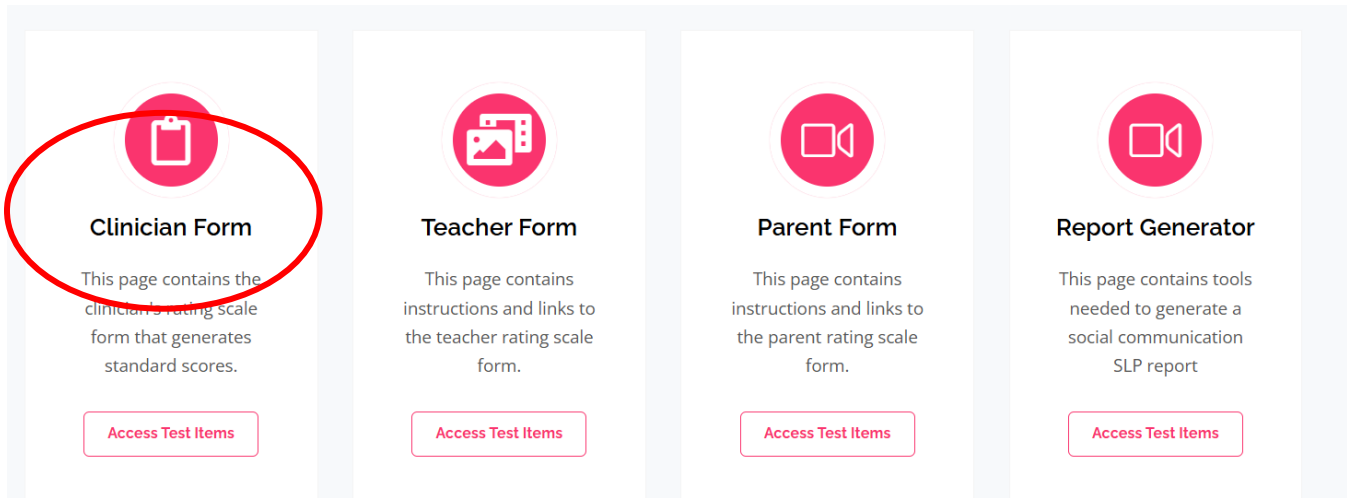 Clinician Form
This page contains the
clinician's rating scale
form that generates
standard scores.
Access Test Items
Teacher Form
This page contains
instructions and links to
the teacher rating scale
form.
Access Test Items
Parent Form
This page contains
instructions and links to
the parent rating scale
form.
Access Test Items
Report Generator
This page contains tools
needed to generate a
social communication
SLP report
Access Test Items